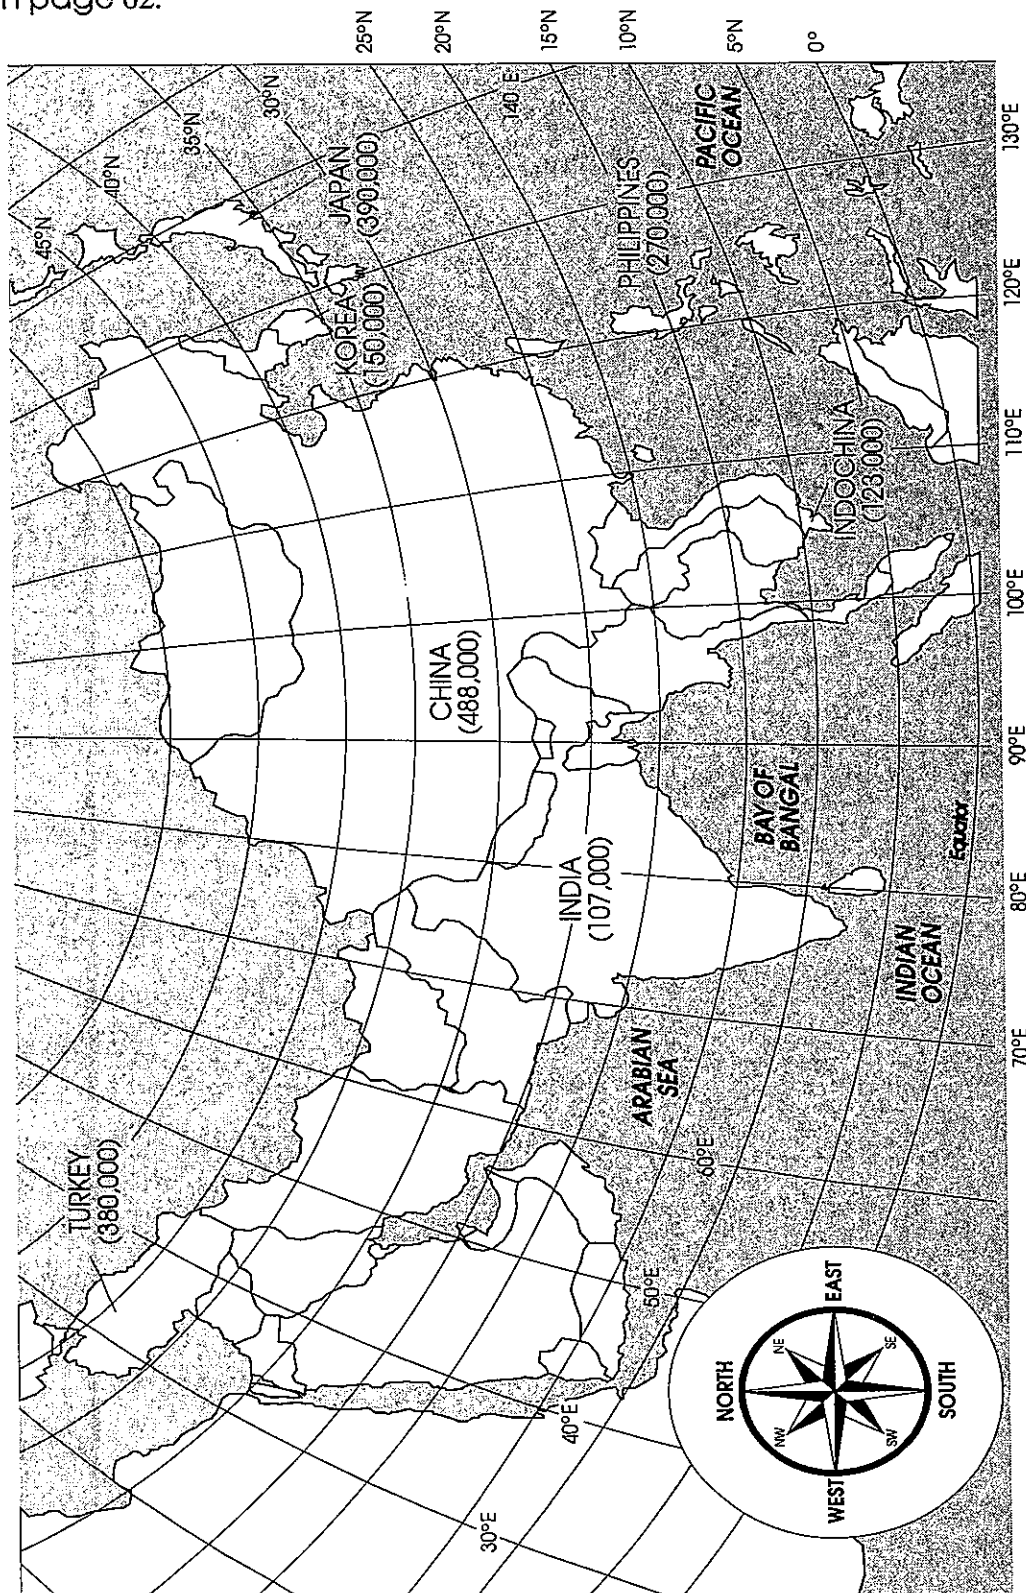 n page 62.
45°N
40°N
35°N
30°N
25°N
20°N
15°N
10°N
5°N
0°
TURKEY
(380,000)
CHINA
(488,000)
KOREA
(150,000)
JAPAN
(390,000)
140 E
INDIA
(107,000)
PHILIPPINES
(270,000)
PACIFIC
OCEAN
INDOCHINA
(123,000)
ARABIAN
SEA
BAY OF
BANGAL
INDIAN
OCEAN
Equator
30°E
40°E
50°E
60°E
70°E
80°E
90°E
100°E
110°E
120°E
130°E
NORTH
NW
NE
WEST
EAST
SW
SE
SOUTH